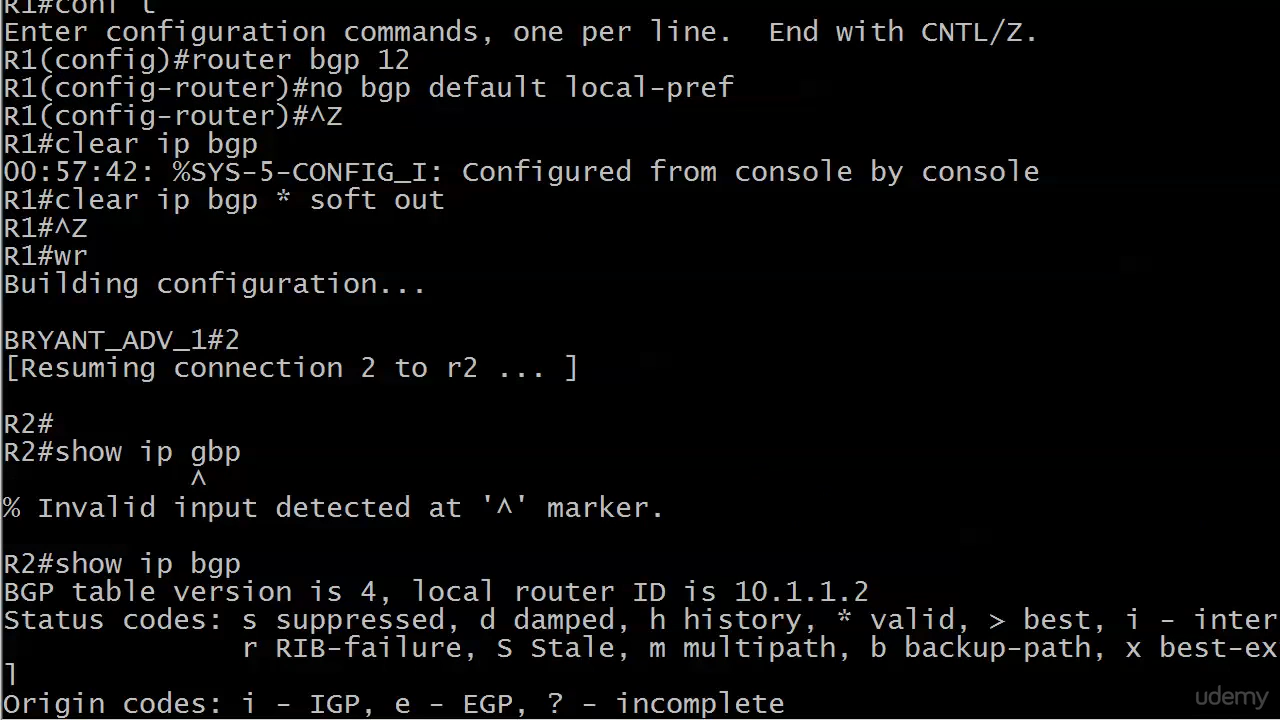 R1#conf t
Enter configuration commands, one per line.  End with CNTL/Z.
R1(config)#router bgp 12
R1(config-router)#no bgp default local-pref
R1(config-router)#^Z
R1#clear ip bgp
00:57:42: %SYS-5-CONFIG_I: Configured from console by console
R1#clear ip bgp * soft out
R1#^Z
R1#wr
Building configuration...
BRYANT_ADV_1#2
[Resuming connection 2 to r2 ... ]
R2#
R2#show ip gbp
^
% Invalid input detected at '^' marker.
R2#show ip bgp
BGP table version is 4, local router ID is 10.1.1.2
Status codes: s suppressed, d damped, h history, * valid, > best, i - inter
r RIB-failure, S Stale, m multipath, b backup-path, x best-ex
l
Origin codes: i - IGP, e - EGP, ? - incomplete
udemy